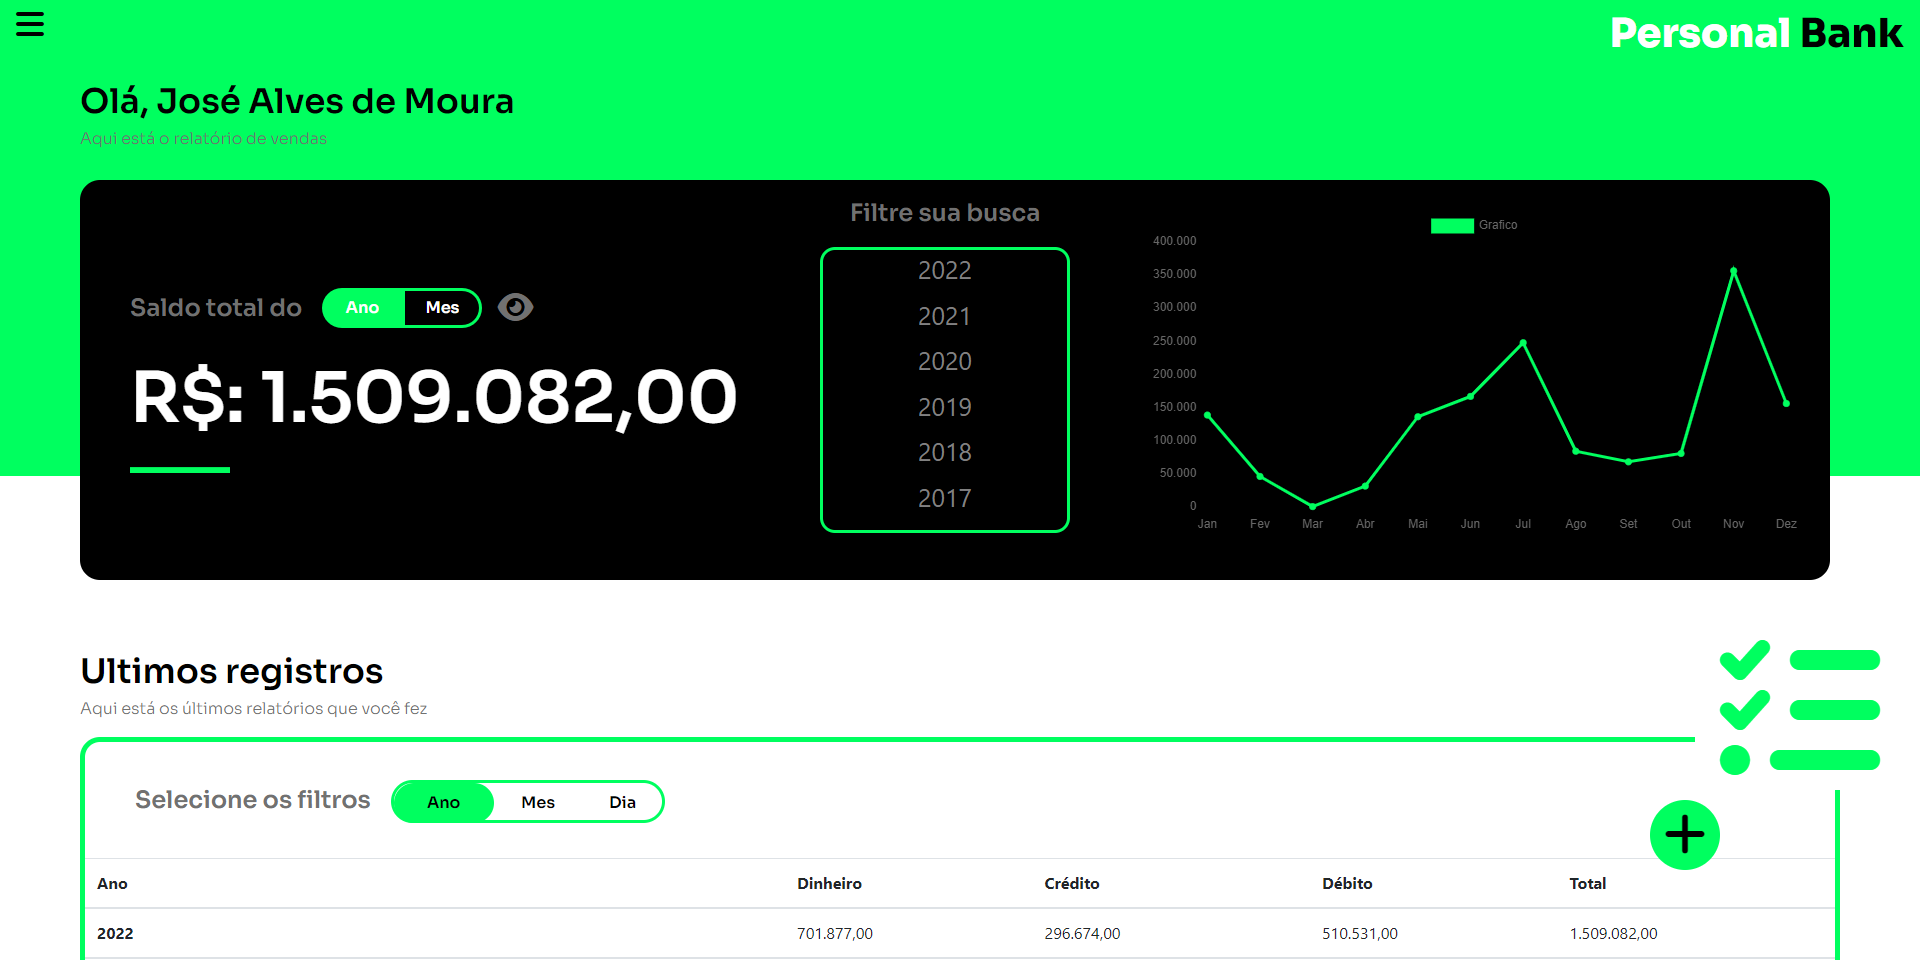 Personal Bank
Olá, José Alves de Moura
Aqui está o relatório de vendas
Saldo total do Ano Mes
R$: 1.509.082,00
Filtre sua busca
2022
2021
2020
2019
2018
2017
Grafico
400.000
350.000
300.000
250.000
200.000
150.000
100.000
50.000
0
Jan Fev Mar Abr Mai Jun Jul Ago Set Out Nov Dez
Ultimos registros
Aqui está os últimos relatórios que você fez
Selecione os filtros Ano Mes Dia
Ano Dinheiro Crédito Débito Total
2022 701.877,00 296.674,00 510.531,00 1.509.082,00